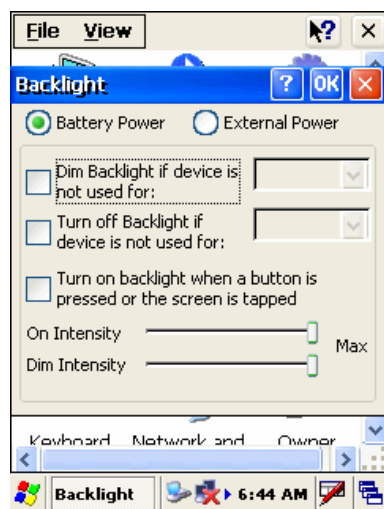 File View
Backlight ? OK
Battery Power External Power
Dim Backlight if device is
not used for:
Turn off Backlight if
device is not used for:
Turn on backlight when a button is
pressed or the screen is tapped
On Intensity
Max
Dim Intensity
Keyboard Network and Owner
Backlight 6:44 AM